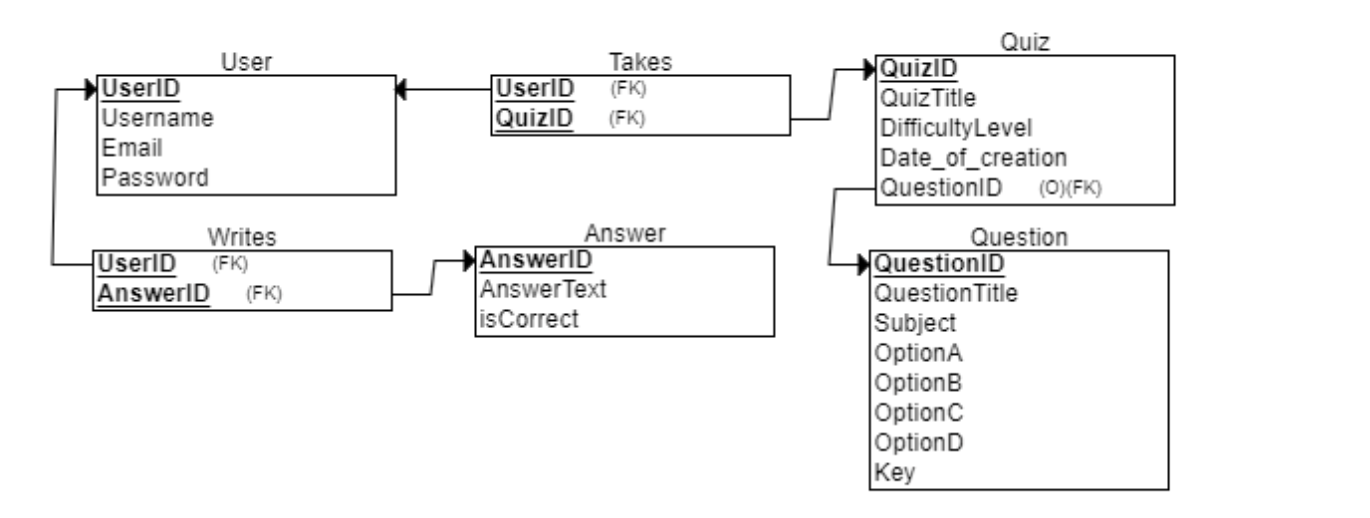 User
UserID
Username
Email
Password
Takes
UserID (FK)
QuizID (FK)
Quiz
QuizID
QuizTitle
DifficultyLevel
Date_of_creation
QuestionID (O)(FK)
Writes
UserID (FK)
AnswerID (FK)
Answer
AnswerID
AnswerText
isCorrect
Question
QuestionID
QuestionTitle
Subject
OptionA
OptionB
OptionC
OptionD
Key